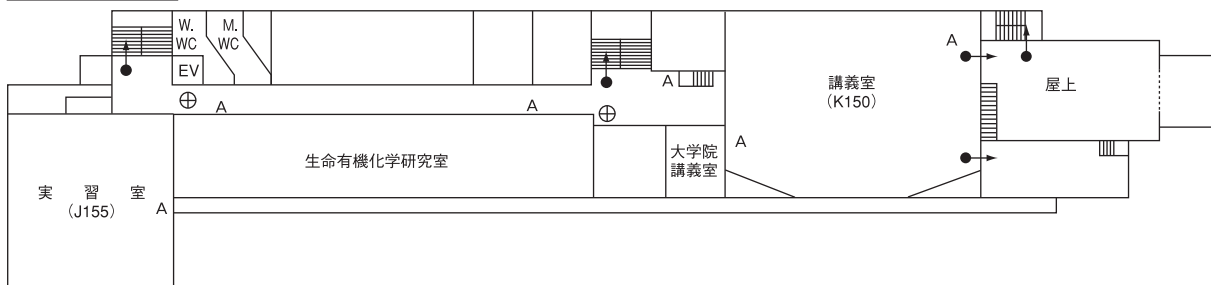 W.
WC
M.
WC
EV
A
A
A
A
講義室
(K150)
屋上
生命有機化学研究室
大学院
講義室
A
実習室
(J155)
A